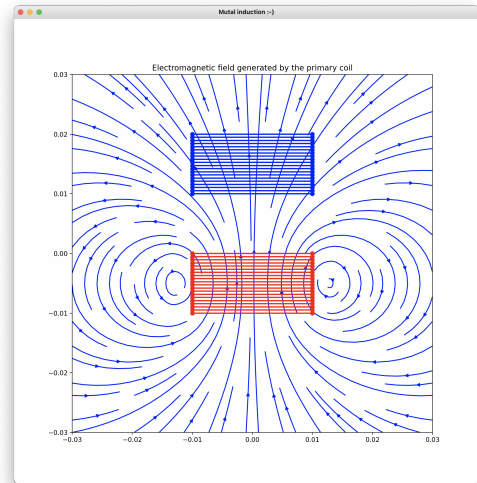 Mutal induction :-)
Electromagnetic field generated by the primary coil
0.03
0.02
0.01
0.00
−0.01
−0.02
−0.03
−0.03 −0.02 −0.01 0.00 0.01 0.02 0.03